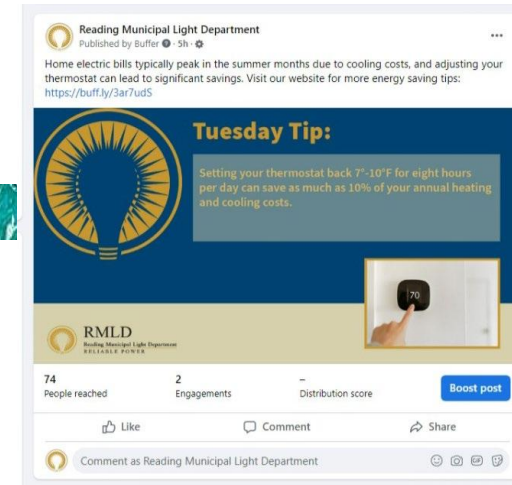 Reading Municipal Light Department
Published by Buffer · 5h ·
Home electric bills typically peak in the summer months due to cooling costs, and adjusting your
thermostat can lead to significant savings. Visit our website for more energy saving tips:
https://buff.ly/3ar7udS
Tuesday Tip:
Setting your thermostat back 7°-10°F for eight hours
per day can save as much as 10% of your annual heating
and cooling costs.
70
RMLD
Reading Municipal Light Department
RELIABLE POWER
74
People reached
2
Engagements
–
Distribution score
Boost post
Like
Comment
Share
Comment as Reading Municipal Light Department
GIF